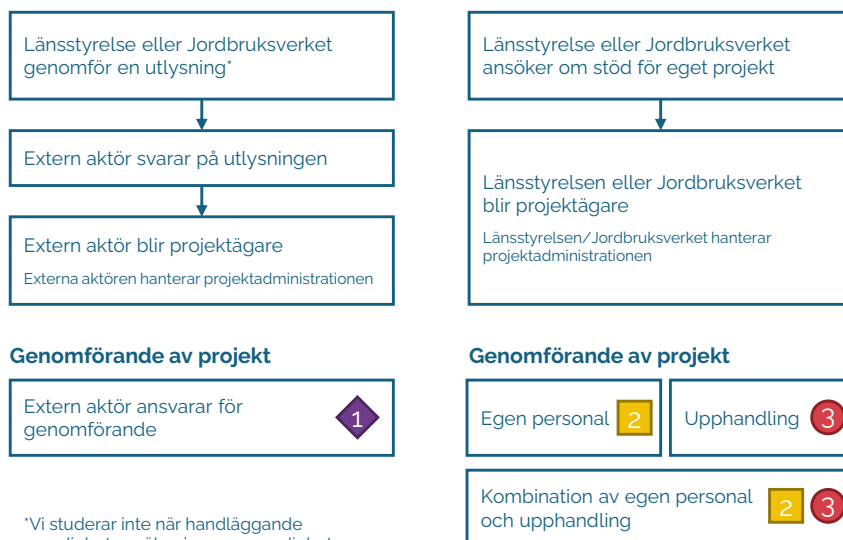 Länsstyrelse eller Jordbruksverket
genomför en utlysning*
Extern aktör svarar på utlysningen
Extern aktör blir projektägare
Externa aktören hanterar projektadministrationen
Genomförande av projekt
Extern aktör ansvarar för
genomförande
1
*Vi studerar inte när handläggande
Länsstyrelse eller Jordbruksverket
ansöker om stöd för eget projekt
Länsstyrelsen eller Jordbruksverket
blir projektägare
Länsstyrelsen/Jordbruksverket hanterar
projektadministrationen
Genomförande av projekt
Egen personal 2
Upphandling 3
Kombination av egen personal
och upphandling
2 3